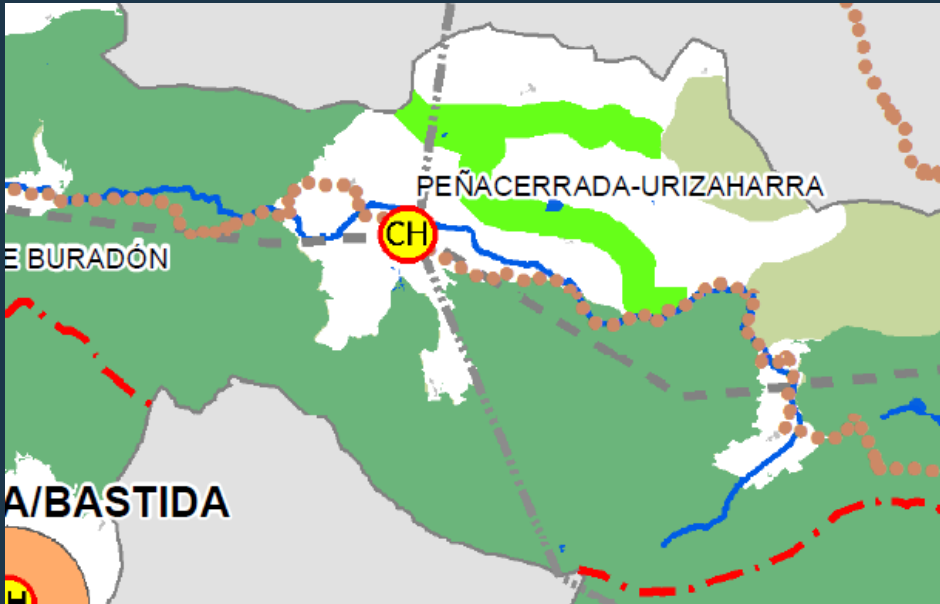 PEÑACERRADA-URIZAHARRA
CH
E BURADÓN
A/BASTIDA
H